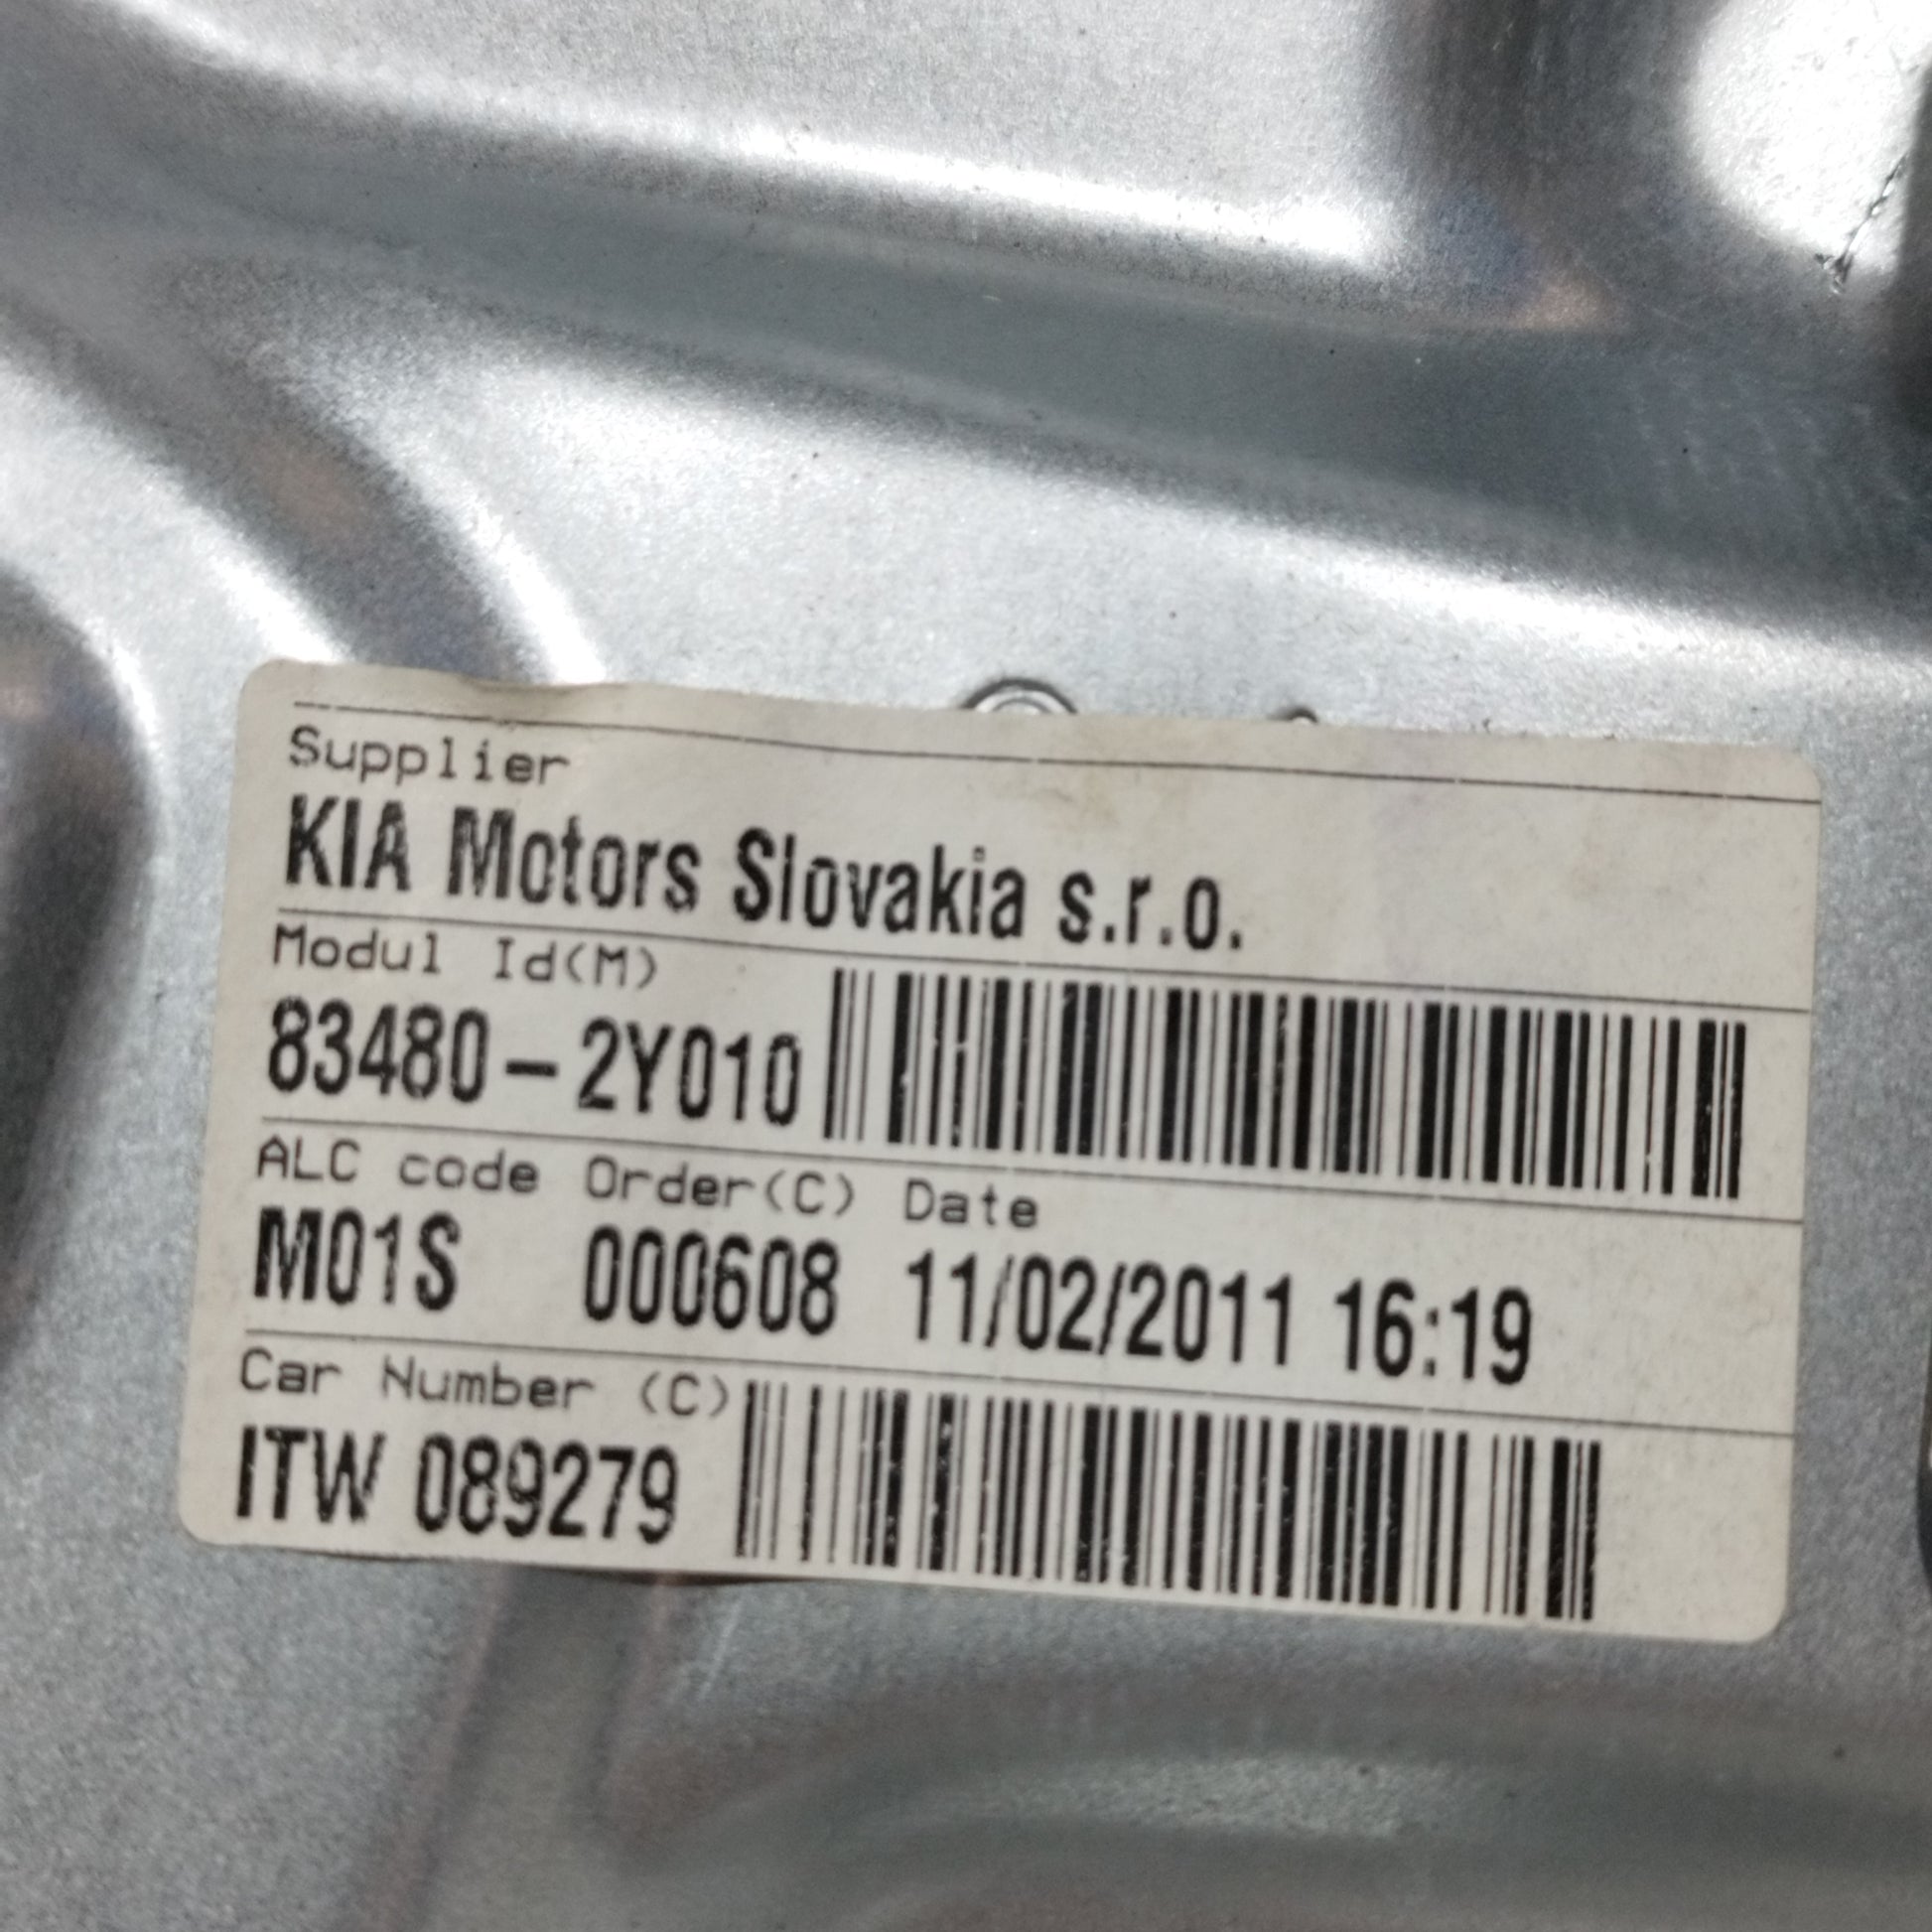 Supplier
KIA Motors Slovakia s.r.o.
Modul Id(M)
83480-2Y010
ALC code Order(C) Date
M01S 000608 11/02/2011 16:19
Car Number (C)
ITW 089279